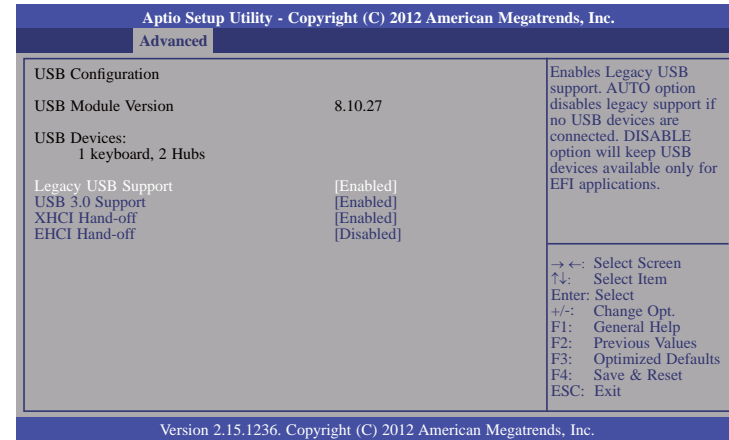 Aptio Setup Utility - Copyright (C) 2012 American Megatrends, Inc.
Advanced
USB Configuration
USB Module Version 8.10.27
USB Devices:
1 keyboard, 2 Hubs
Legacy USB Support [Enabled]
USB 3.0 Support [Enabled]
XHCI Hand-off [Enabled]
EHCI Hand-off [Disabled]
Enables Legacy USB
support. AUTO option
disables legacy support if
no USB devices are
connected. DISABLE
option will keep USB
devices available only for
EFI applications.
→ ←: Select Screen
↑↓: Select Item
Enter: Select
+/-: Change Opt.
F1: General Help
F2: Previous Values
F3: Optimized Defaults
F4: Save & Reset
ESC: Exit
Version 2.15.1236. Copyright (C) 2012 American Megatrends, Inc.